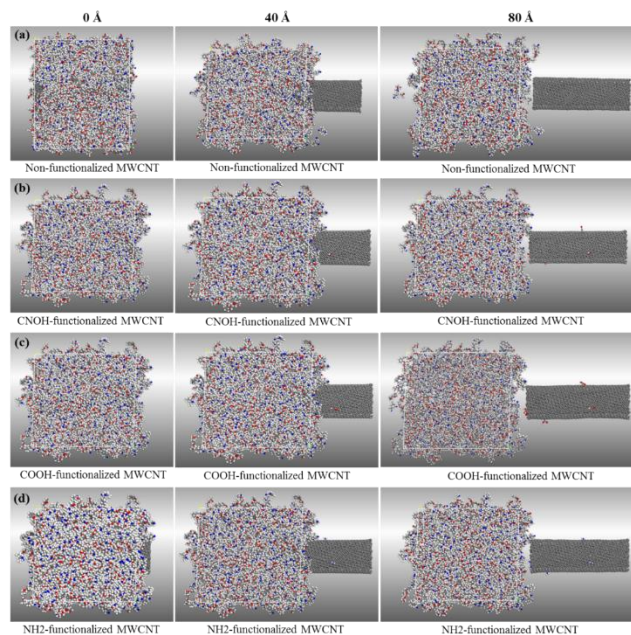 0 Å 40 Å 80 Å
(a)
Non-functionalized MWCNT Non-functionalized MWCNT Non-functionalized MWCNT
(b)
CNOH-functionalized MWCNT CNOH-functionalized MWCNT CNOH-functionalized MWCNT
(c)
COOH-functionalized MWCNT COOH-functionalized MWCNT COOH-functionalized MWCNT
(d)
NH2-functionalized MWCNT NH2-functionalized MWCNT NH2-functionalized MWCNT